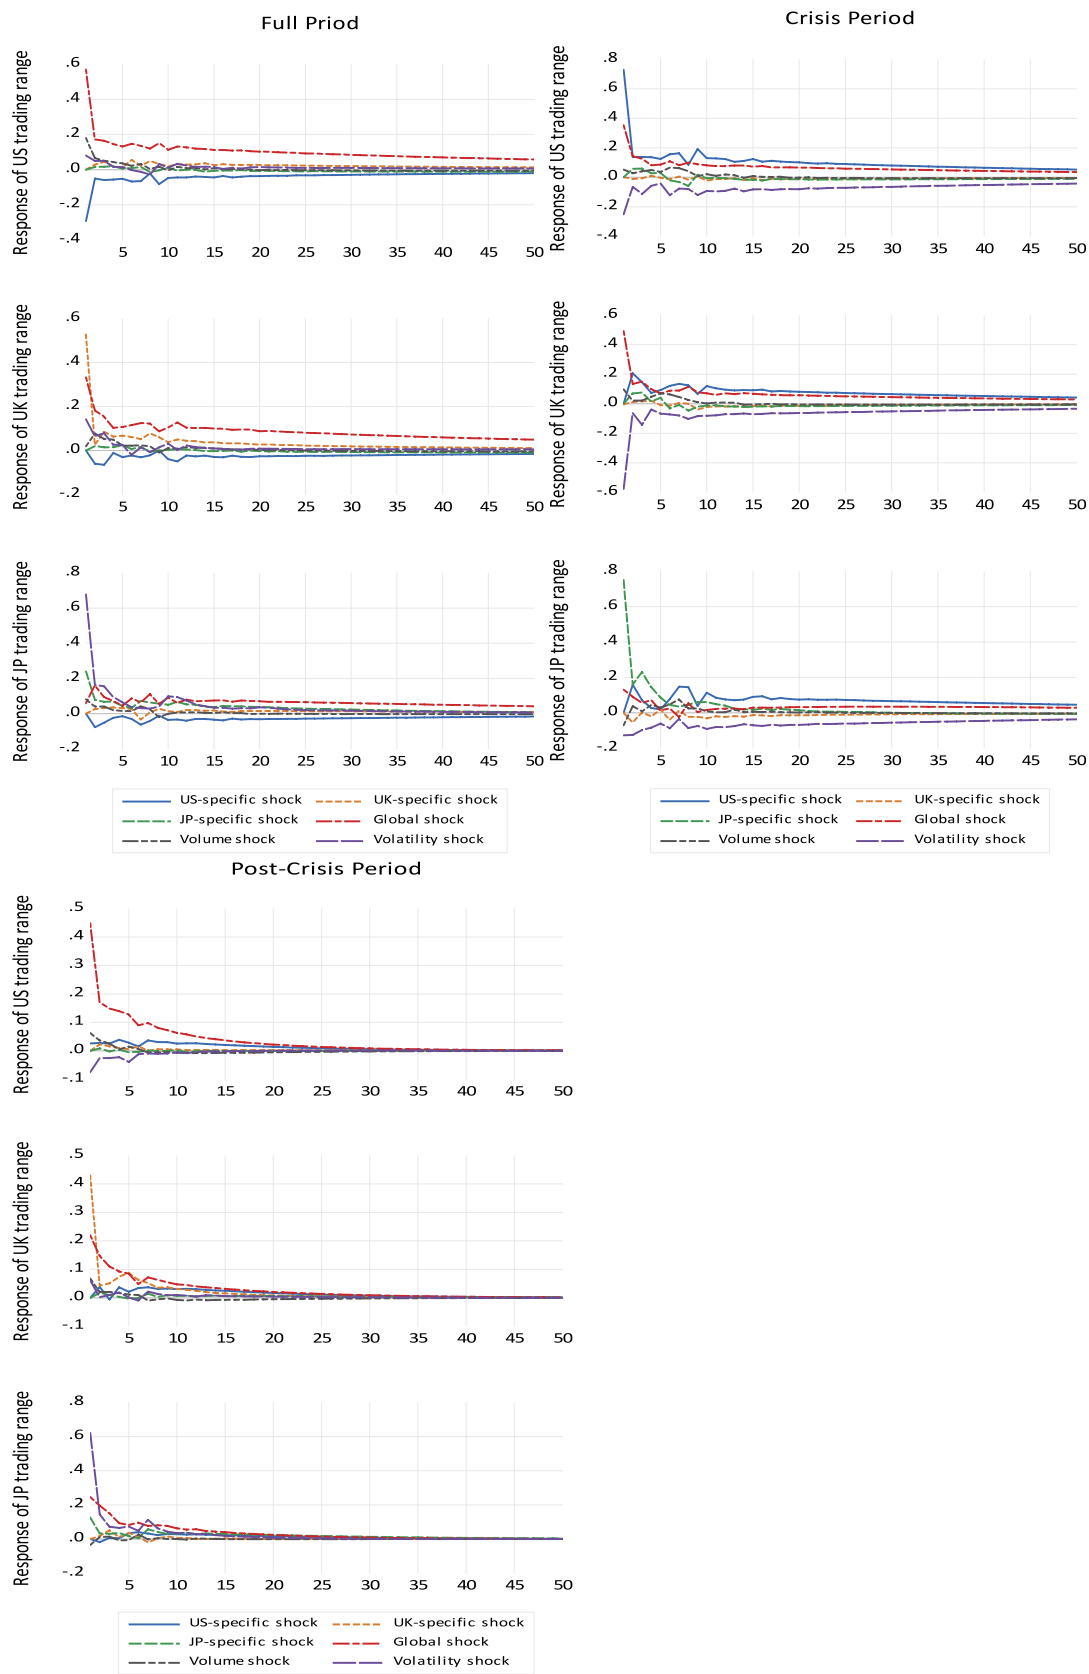 Full Priod
Response of US trading range
.6
.4
.2
.0
-.2
-.4
5 10 15 20 25 30 35 40 45 50
Response of UK trading range
.6
.4
.2
.0
-.2
5 10 15 20 25 30 35 40 45 50
Response of JP trading range
.8
.6
.4
.2
.0
-.2
5 10 15 20 25 30 35 40 45 50
US-specific shock UK-specific shock
JP-specific shock Global shock
Volume shock Volatility shock
Crisis Period
Response of US trading range
.8
.6
.4
.2
.0
-.2
-.4
5 10 15 20 25 30 35 40 45 50
Response of UK trading range
.6
.4
.2
.0
-.2
-.4
-.6
5 10 15 20 25 30 35 40 45 50
Response of JP trading range
.8
.6
.4
.2
.0
-.2
5 10 15 20 25 30 35 40 45 50
US-specific shock UK-specific shock
JP-specific shock Global shock
Volume shock Volatility shock
Post-Crisis Period
Response of US trading range
.5
.4
.3
.2
.1
.0
-.1
5 10 15 20 25 30 35 40 45 50
Response of UK trading range
.5
.4
.3
.2
.1
.0
-.1
5 10 15 20 25 30 35 40 45 50
Response of JP trading range
.8
.6
.4
.2
.0
-.2
5 10 15 20 25 30 35 40 45 50
US-specific shock UK-specific shock
JP-specific shock Global shock
Volume shock Volatility shock